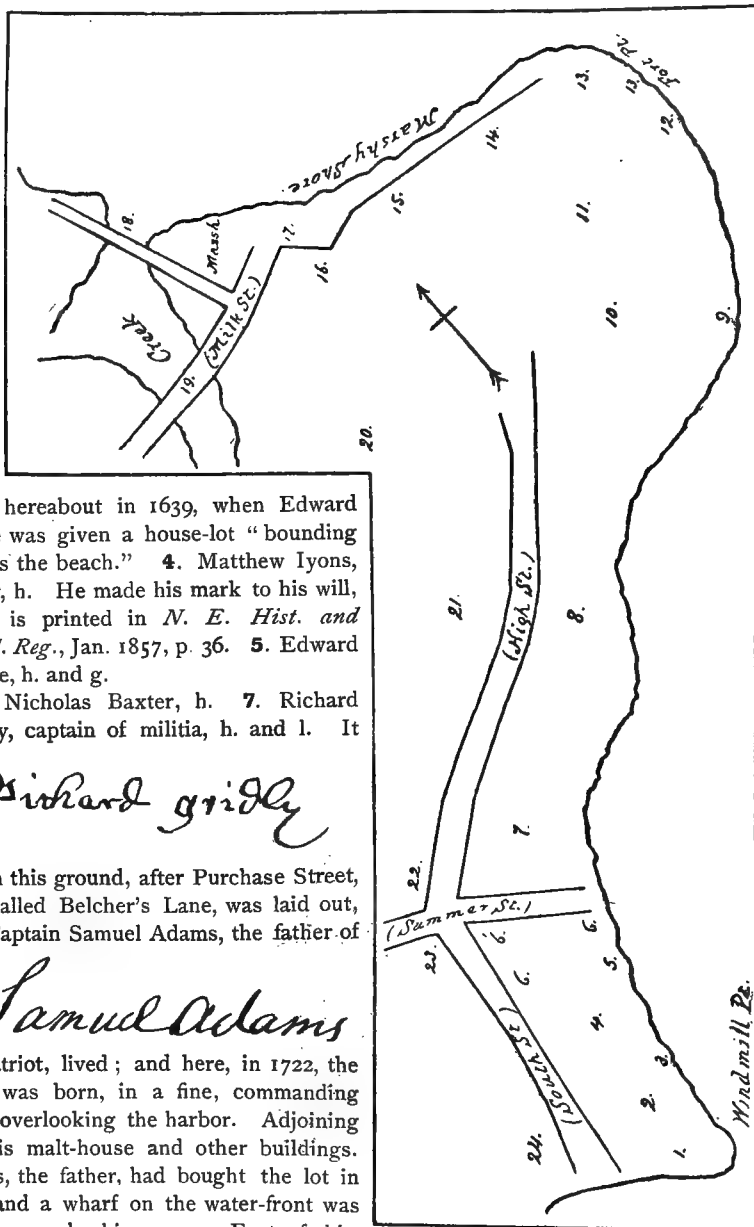 Fort Pt.
13.
13.
12.
Marshy Shore.
14.
15.
11.
18.
Marsh
17.
16.
10.
9.
Creek
(Milk St.)
19.
20.
hereabout in 1639, when Edward
was given a house-lot “bounding
the beach.” 4. Matthew Iyons,
h. He made his mark to his will,
is printed in N. E. Hist. and
Reg., Jan. 1857, p. 36. 5. Edward
h. and g.
Nicholas Baxter, h. 7. Richard
captain of militia, h. and l. It
Richard gridly
this ground, after Purchase Street,
alled Belcher’s Lane, was laid out,
aptain Samuel Adams, the father of
Samuel Adams
triot, lived; and here, in 1722, the
was born, in a fine, commanding
overlooking the harbor. Adjoining
is malt-house and other buildings.
s, the father, had bought the lot in
and a wharf on the water-front was
21.
(High St.)
8.
7.
22.
(Summer St.)
6.
6.
23.
6.
5.
(South St.)
4.
3.
2.
24.
1.
Windmill Pt.